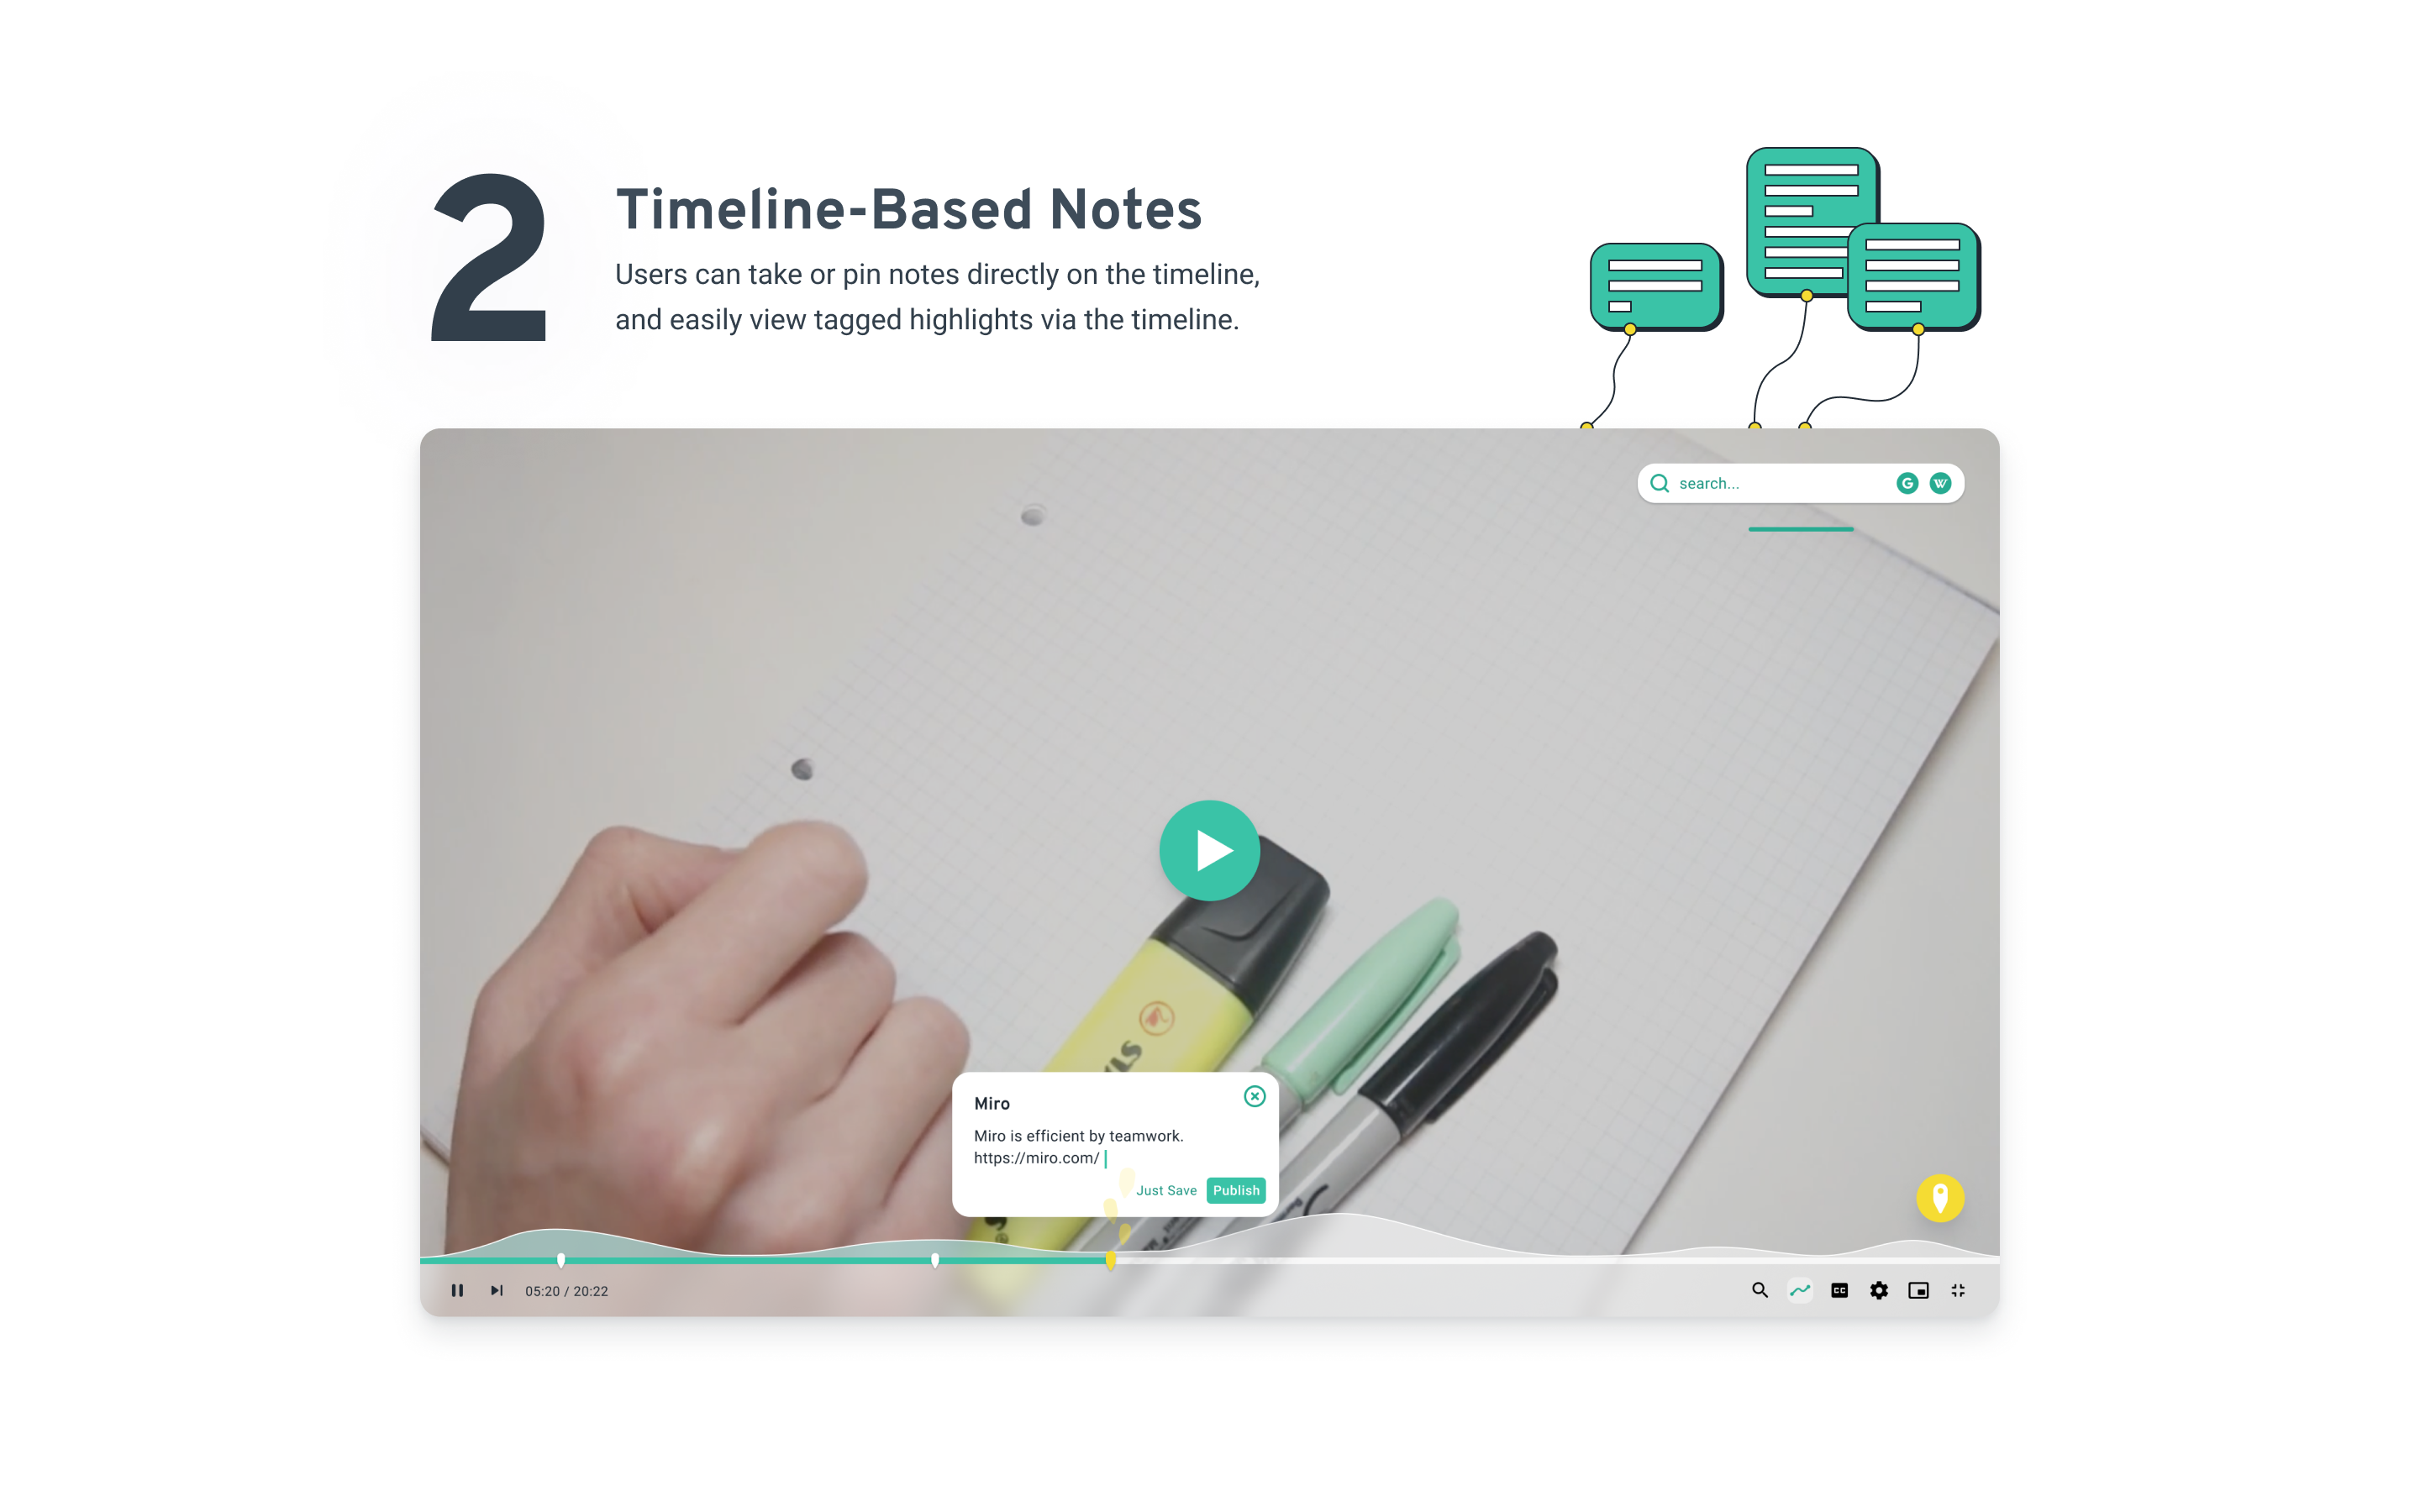 2
Timeline-Based Notes
Users can take or pin notes directly on the timeline,
and easily view tagged highlights via the timeline.
search...
G W
Miro
Miro is efficient by teamwork.
https://miro.com/
Just Save Publish
05:20 / 20:22
CC